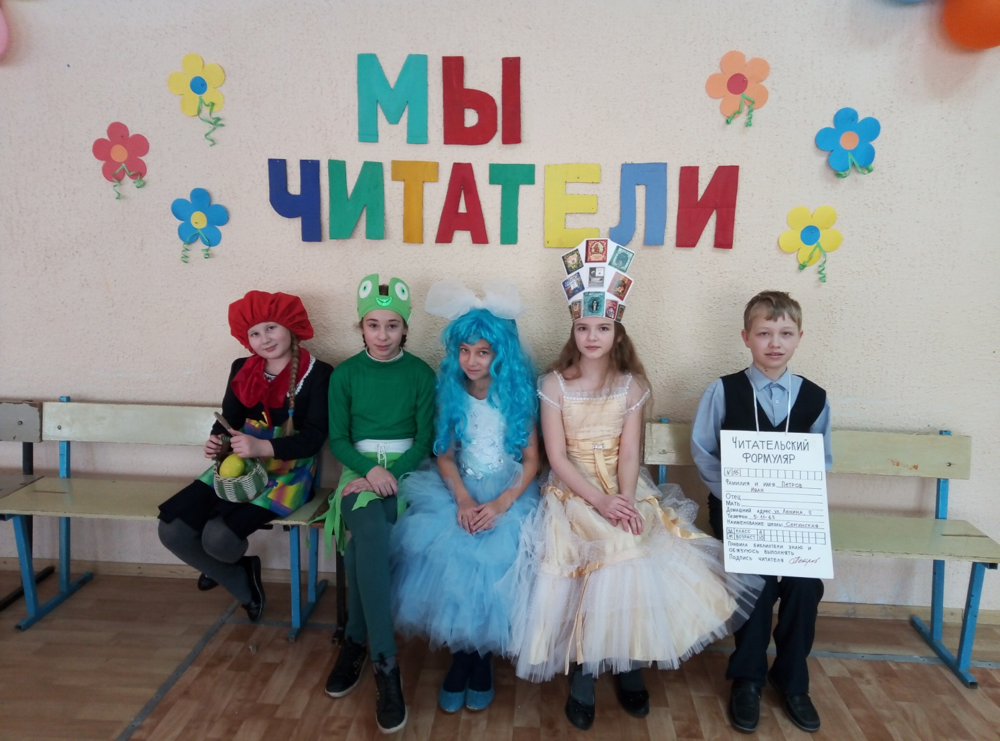 МЫ
ЧИТАТЕЛИ
ЧИТАТЕЛЬСКИЙ
ФОРМУЛЯР
N 16
ФАМИЛИЯ И ИМЯ ПЕТРОВ
ИВАН
ОТЕЦ
МАТЬ
ДОМАШНИЙ АДРЕС УЛ. ЛЕНИНА, 5
ТЕЛЕФОН 5-11-63
НАИМЕНОВАНИЕ ШКОЛЫ СЕРГИНСКАЯ
М КЛАСС 4
Ж ВОЗРАСТ 10
ПРАВИЛА БИБЛИОТЕКИ ЗНАЮ И
ОБЯЗУЮСЬ ВЫПОЛНЯТЬ
ПОДПИСЬ ЧИТАТЕЛЯ Петров